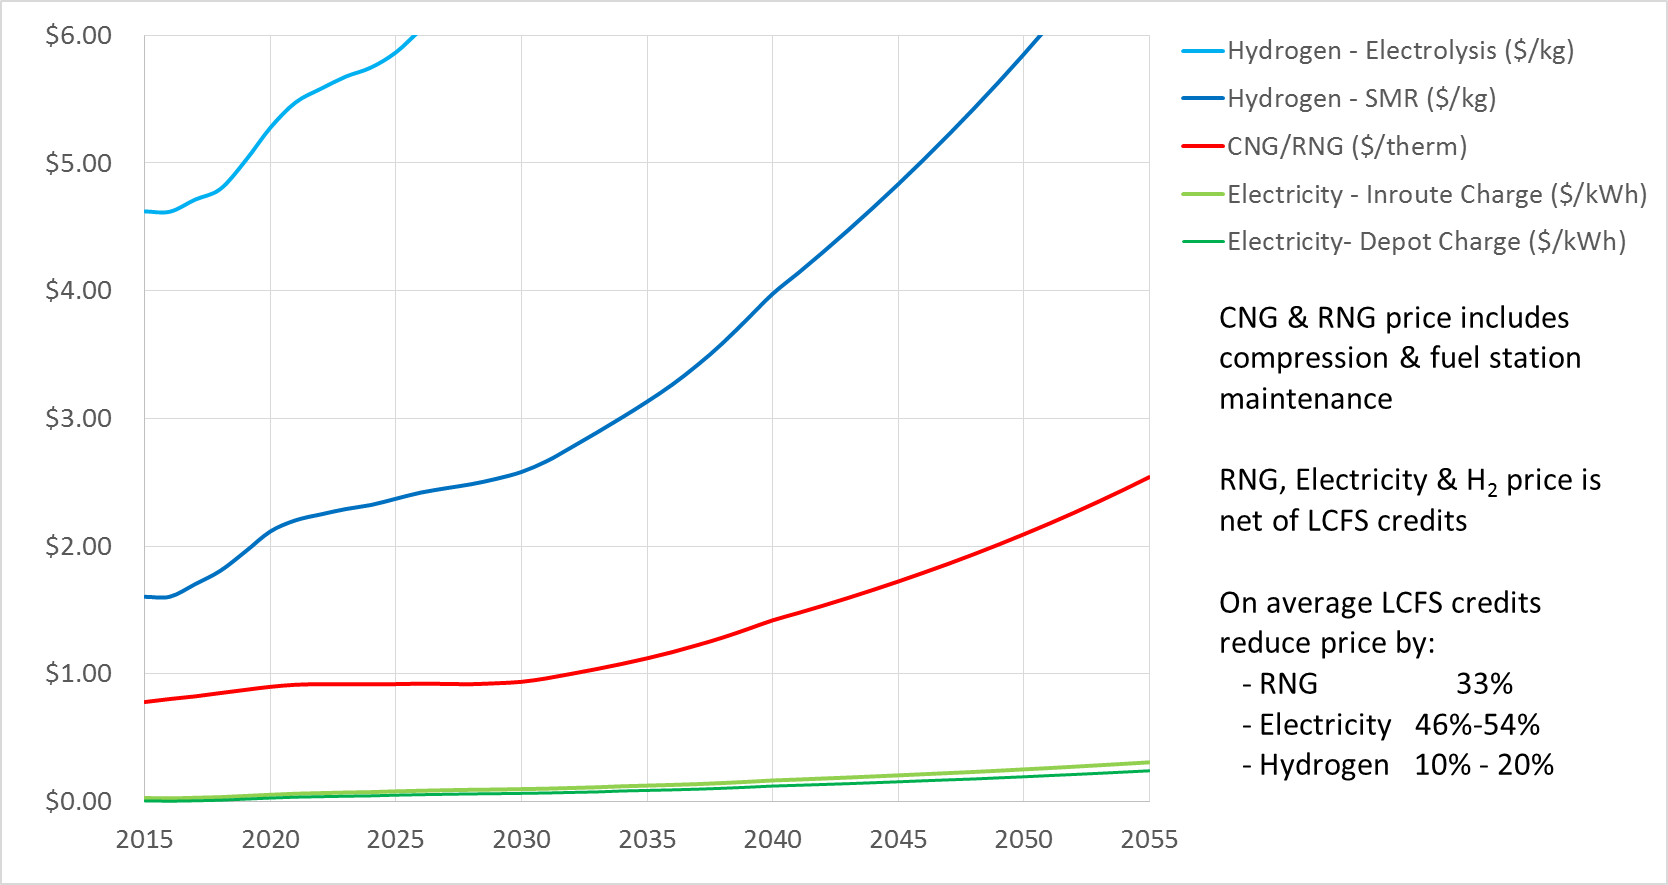 $6.00
$5.00
$4.00
$3.00
$2.00
$1.00
$0.00
2015 2020 2025 2030 2035 2040 2045 2050 2055
Hydrogen - Electrolysis ($/kg)
Hydrogen - SMR ($/kg)
CNG/RNG ($/therm)
Electricity - Inroute Charge ($/kWh)
Electricity- Depot Charge ($/kWh)
CNG & RNG price includes
compression & fuel station
maintenance
RNG, Electricity & H₂ price is
net of LCFS credits
On average LCFS credits
reduce price by:
- RNG 33%
- Electricity 46%-54%
- Hydrogen 10% - 20%